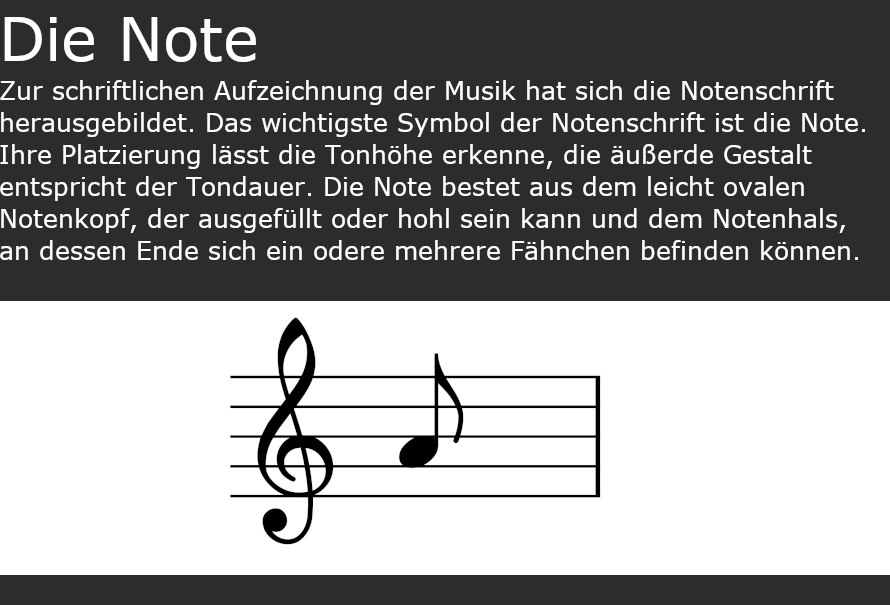 Die Note
Zur schriftlichen Aufzeichnung der Musik hat sich die Notenschrift
herausgebildet. Das wichtigste Symbol der Notenschrift ist die Note.
Ihre Platzierung lässt die Tonhöhe erkenne, die äußerde Gestalt
entspricht der Tondauer. Die Note bestet aus dem leicht ovalen
Notenkopf, der ausgefüllt oder hohl sein kann und dem Notenhals,
an dessen Ende sich ein odere mehrere Fähnchen befinden können.